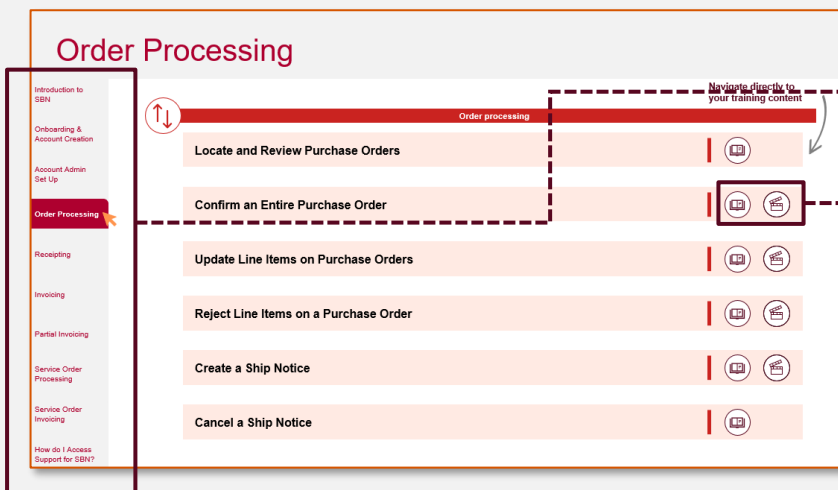 Order Processing
Introduction to
SBN
Onboarding &
Account Creation
Account Admin
Set Up
Order Processing
Receipting
Invoicing
Partial Invoicing
Service Order
Processing
Service Order
Invoicing
How do I Access
Support for SBN?
Navigate directly to
your training content
Order processing
Locate and Review Purchase Orders
Confirm an Entire Purchase Order
Update Line Items on Purchase Orders
Reject Line Items on a Purchase Order
Create a Ship Notice
Cancel a Ship Notice